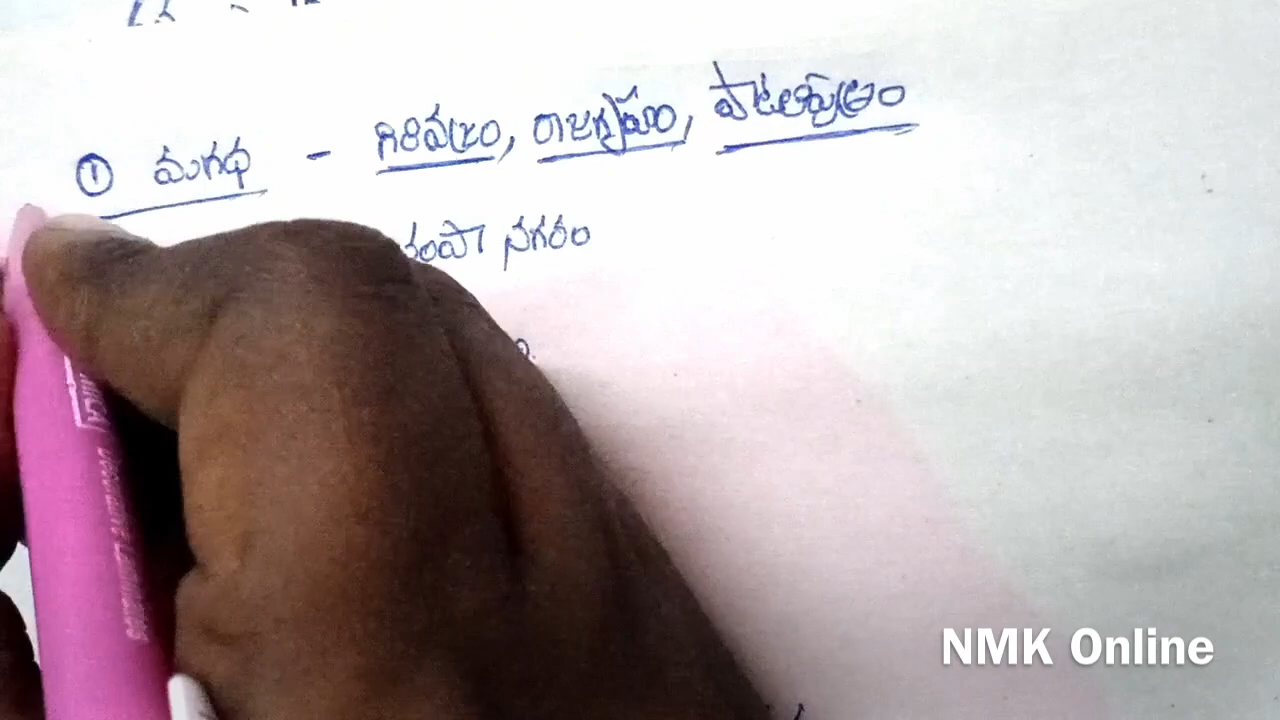 ① మగధ - గిరివ్రజం, రాజగృహం, పాటలీపుత్రం
చంపా నగరం
NMK Online